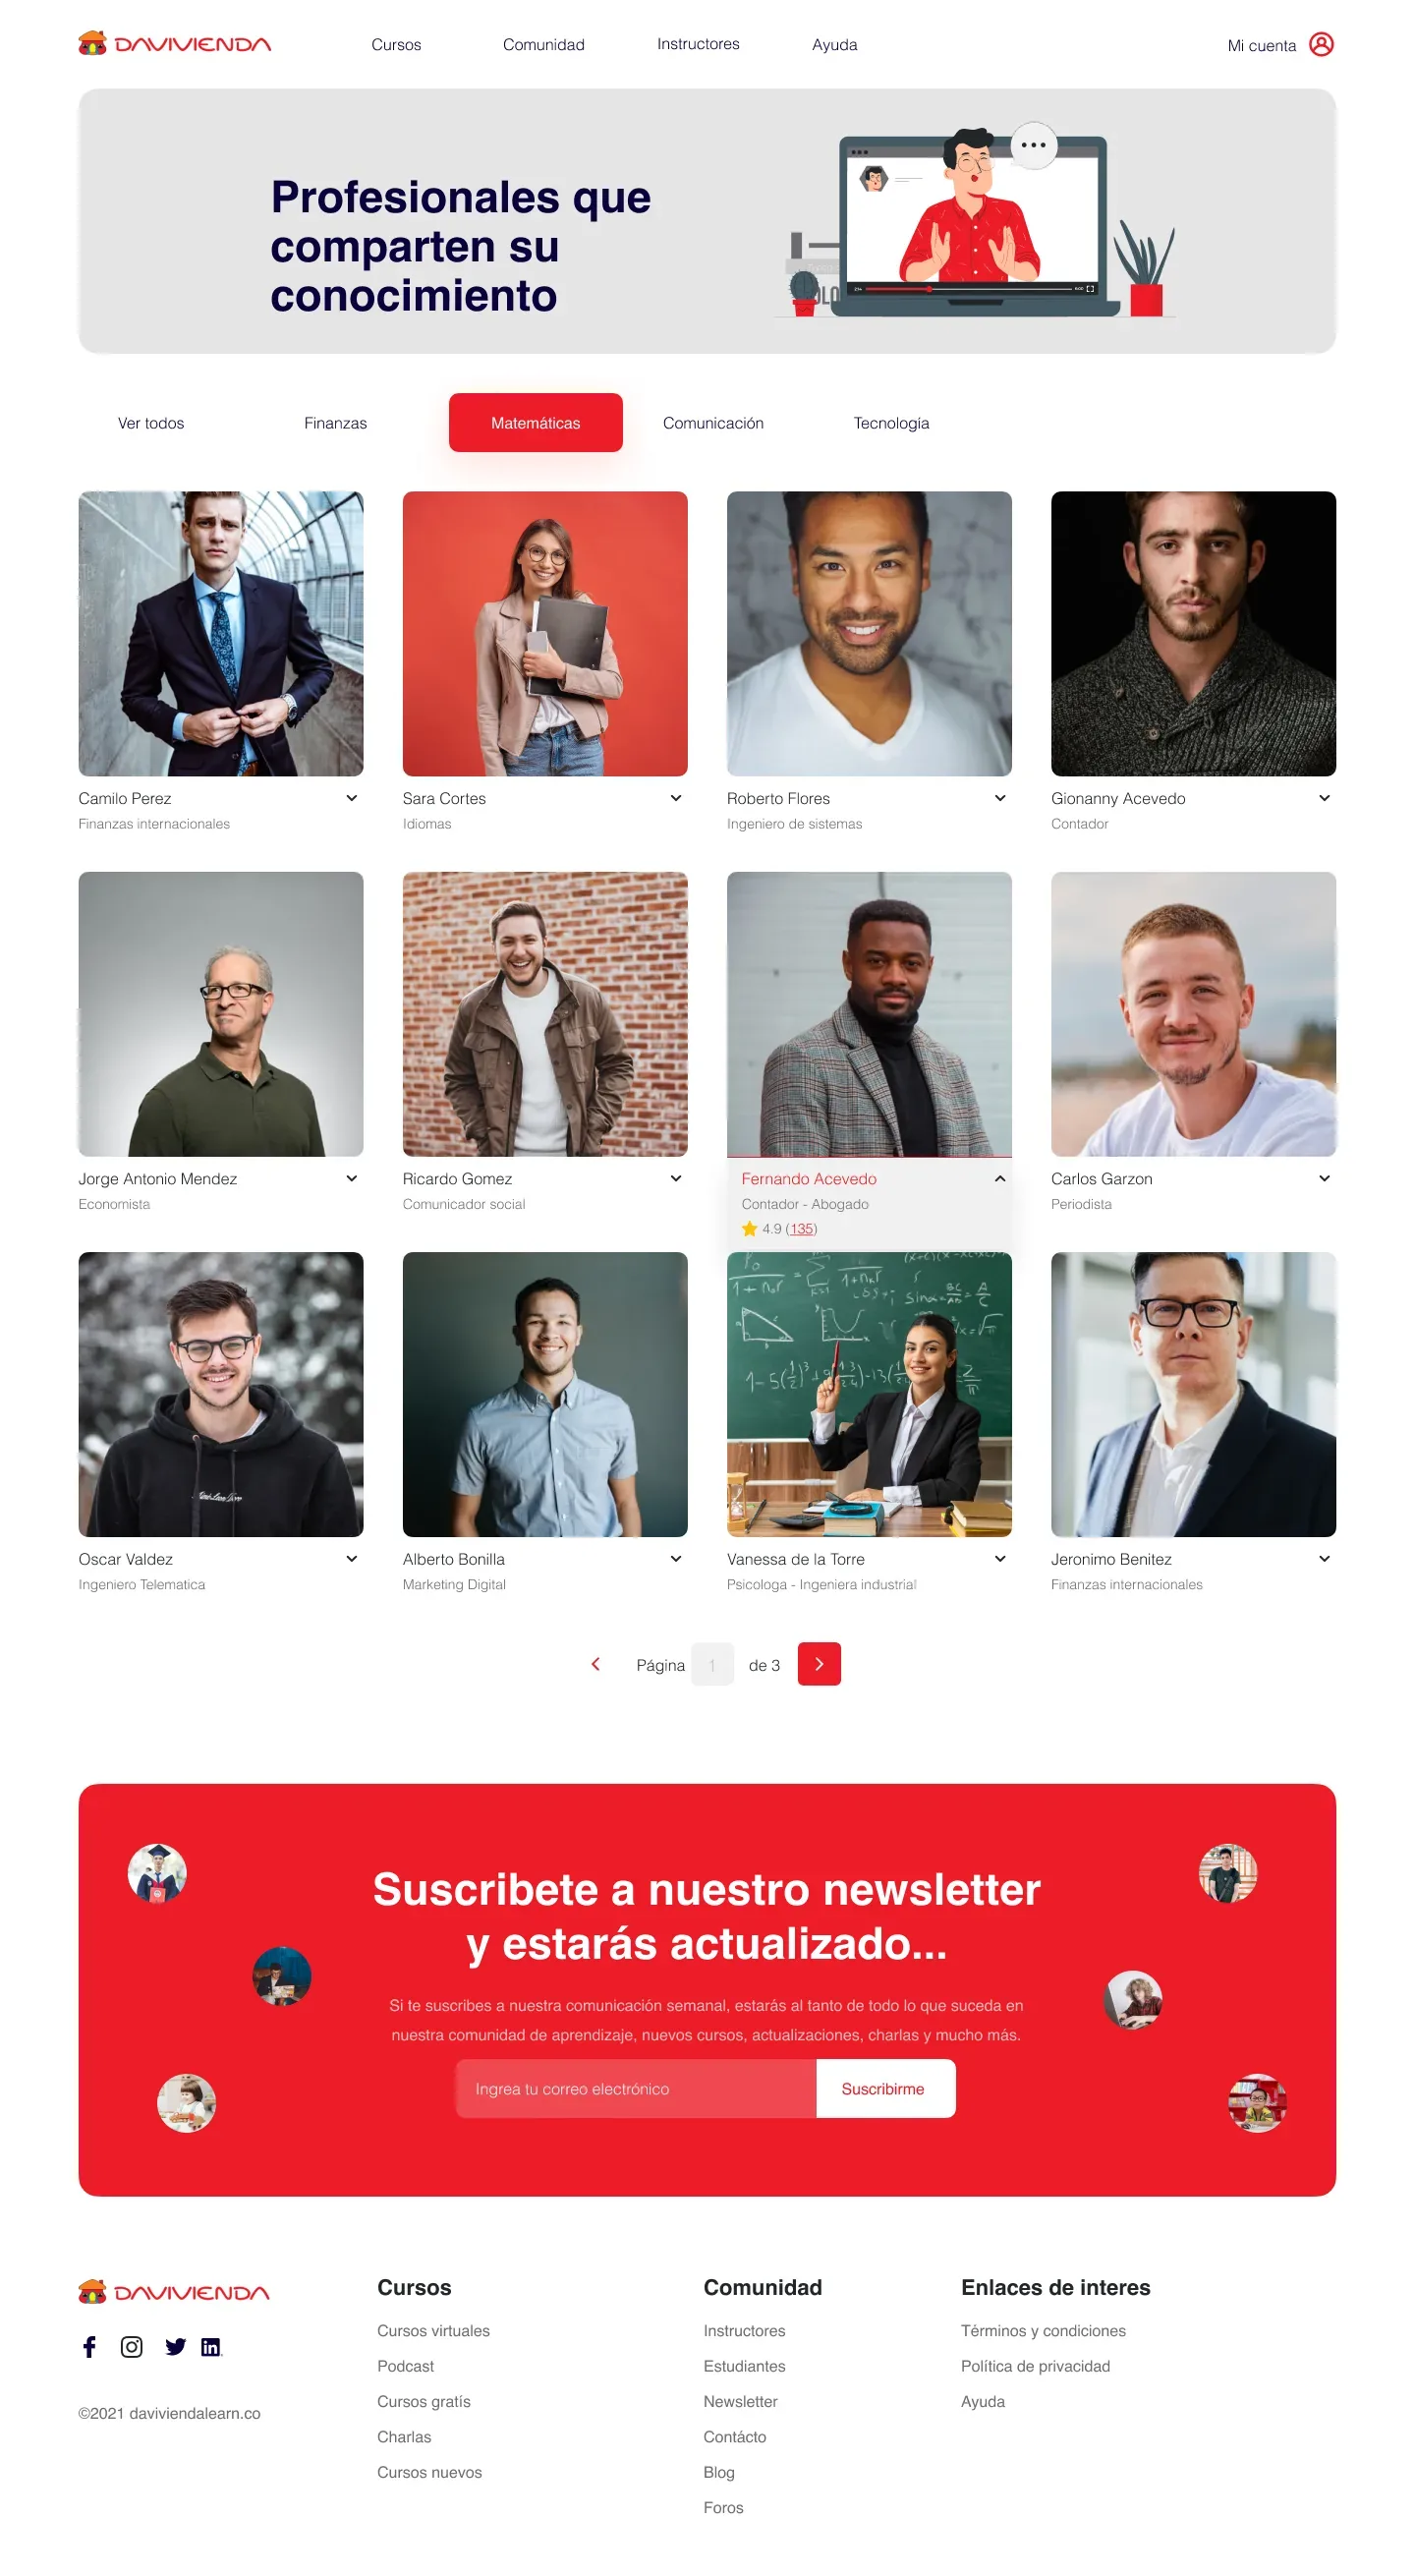 DAVIVIENDA
Cursos
Comunidad
Instructores
Ayuda
Mi cuenta
Profesionales que
comparten su
conocimiento
Ver todos
Finanzas
Matemáticas
Comunicación
Tecnología
Camilo Perez
Finanzas internacionales
Sara Cortes
Idiomas
Roberto Flores
Ingeniero de sistemas
Gionanny Acevedo
Contador
Jorge Antonio Mendez
Economista
Ricardo Gomez
Comunicador social
Fernando Acevedo
Contador - Abogado
4.9 (135)
Carlos Garzon
Periodista
Oscar Valdez
Ingeniero Telematica
Alberto Bonilla
Marketing Digital
Vanessa de la Torre
Psicologa - Ingeniera industrial
Jeronimo Benitez
Finanzas internacionales
Página 1 de 3
Suscribete a nuestro newsletter
y estarás actualizado...
Si te suscribes a nuestra comunicación semanal, estarás al tanto de todo lo que suceda en
nuestra comunidad de aprendizaje, nuevos cursos, actualizaciones, charlas y mucho más.
Ingrea tu correo electrónico
Suscribirme
DAVIVIENDA
©2021 daviviendalearn.co
Cursos
Cursos virtuales
Podcast
Cursos gratís
Charlas
Cursos nuevos
Comunidad
Instructores
Estudiantes
Newsletter
Contácto
Blog
Foros
Enlaces de interes
Términos y condiciones
Política de privacidad
Ayuda